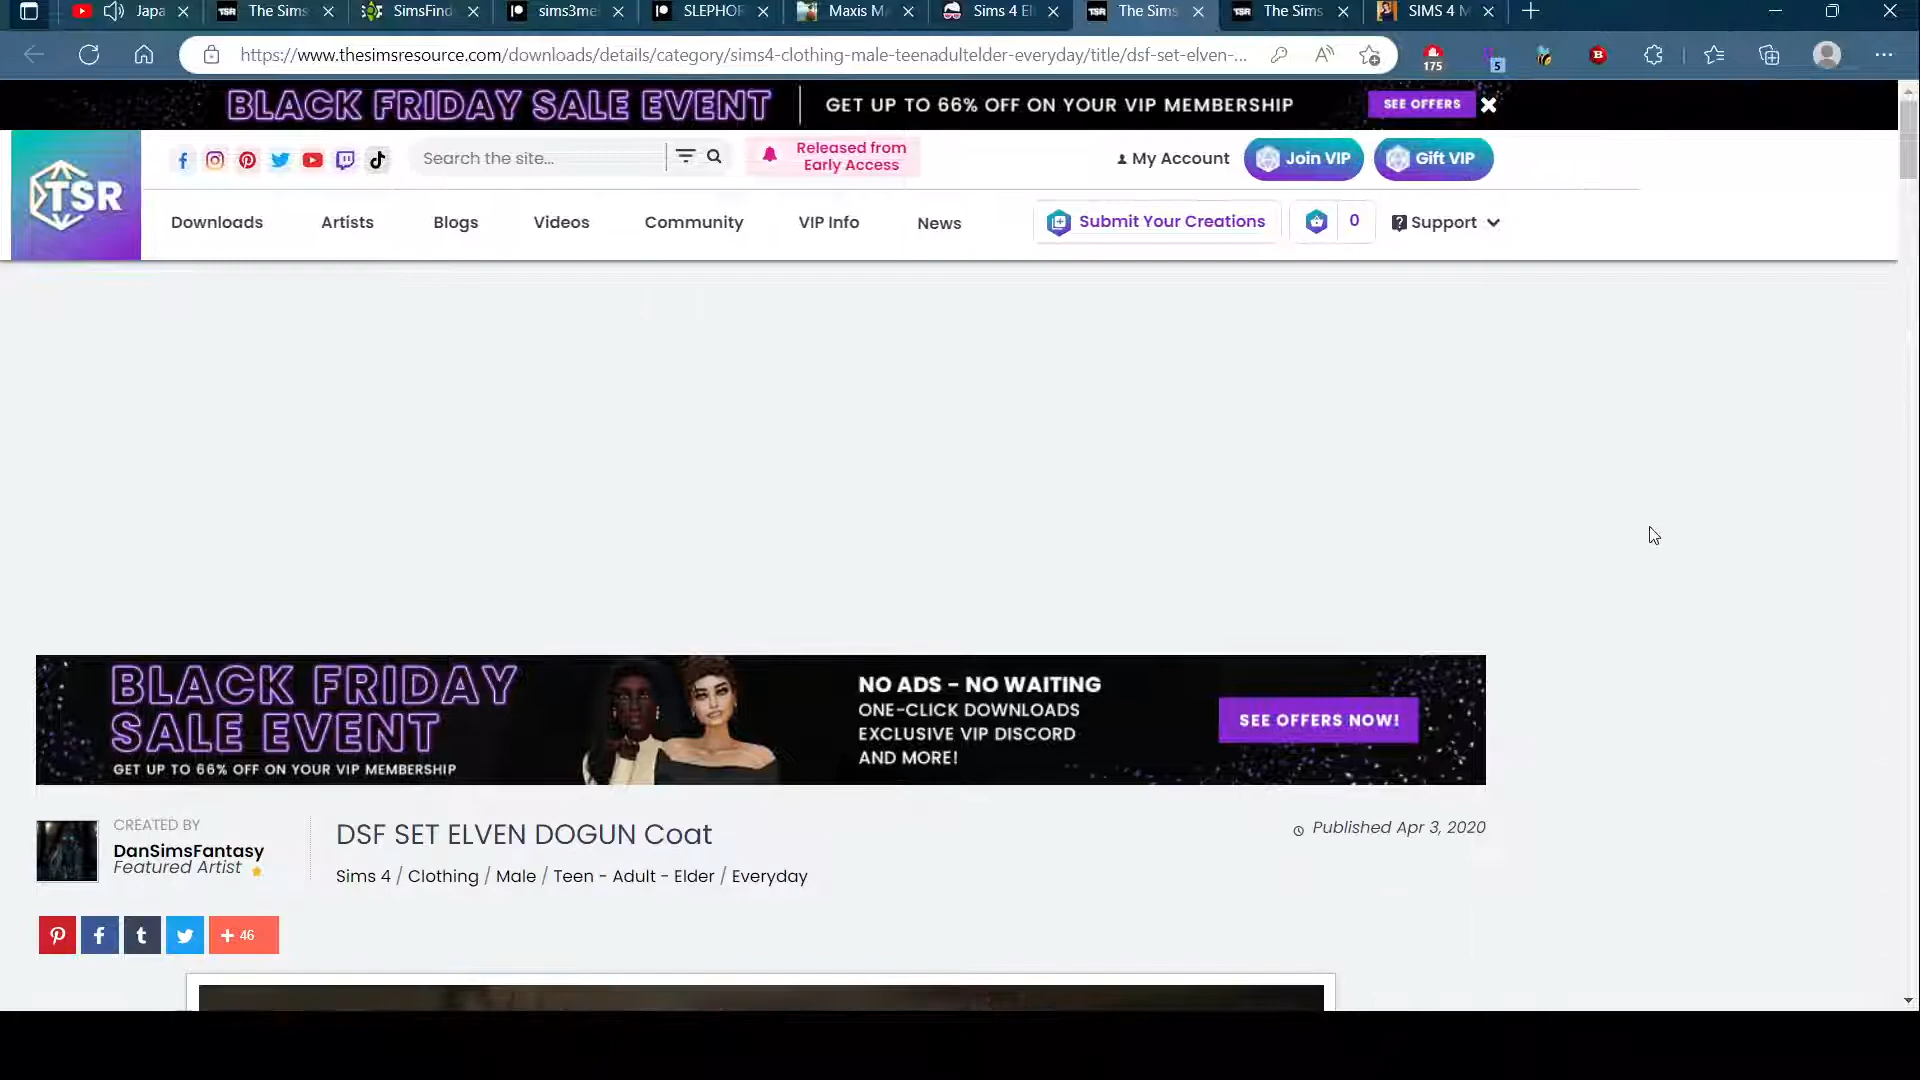 Japa
The Sims
SimsFind
sims3me
SLEPHOR
Maxis M
Sims 4 El
The Sims
The Sims
SIMS 4 M
https://www.thesimsresource.com/downloads/details/category/sims4-clothing-male-teenadultelder-everyday/title/dsf-set-elven-...
175
5
B
BLACK FRIDAY SALE EVENT
GET UP TO 66% OFF ON YOUR VIP MEMBERSHIP
SEE OFFERS
TSR
Search the site...
Released from
Early Access
My Account
Join VIP
Gift VIP
Downloads
Artists
Blogs
Videos
Community
VIP Info
News
Submit Your Creations
0
Support
BLACK FRIDAY
SALE EVENT
GET UP TO 66% OFF ON YOUR VIP MEMBERSHIP
NO ADS - NO WAITING
ONE-CLICK DOWNLOADS
EXCLUSIVE VIP DISCORD
AND MORE!
SEE OFFERS NOW!
CREATED BY
DanSimsFantasy
Featured Artist
DSF SET ELVEN DOGUN Coat
Sims 4 / Clothing / Male / Teen - Adult - Elder / Everyday
Published Apr 3, 2020
+ 46